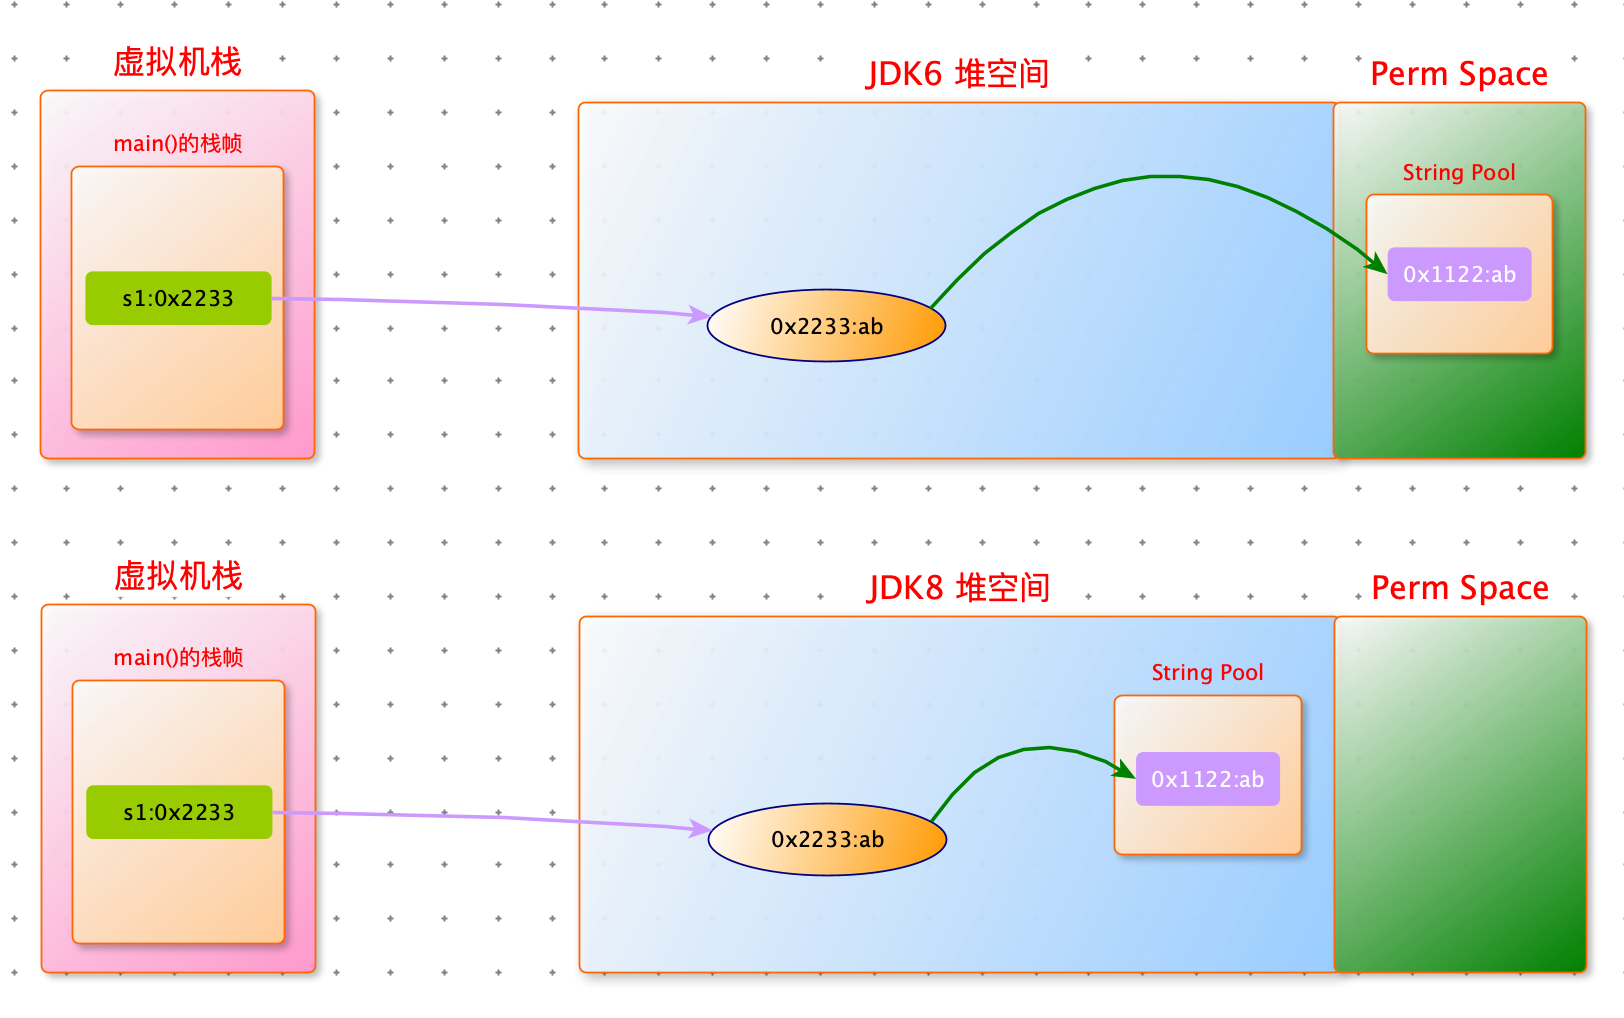 虚拟机栈
JDK6 堆空间
Perm Space
main()的栈帧
String Pool
s1:0x2233
0x2233:ab
0x1122:ab
虚拟机栈
JDK8 堆空间
Perm Space
main()的栈帧
String Pool
s1:0x2233
0x2233:ab
0x1122:ab